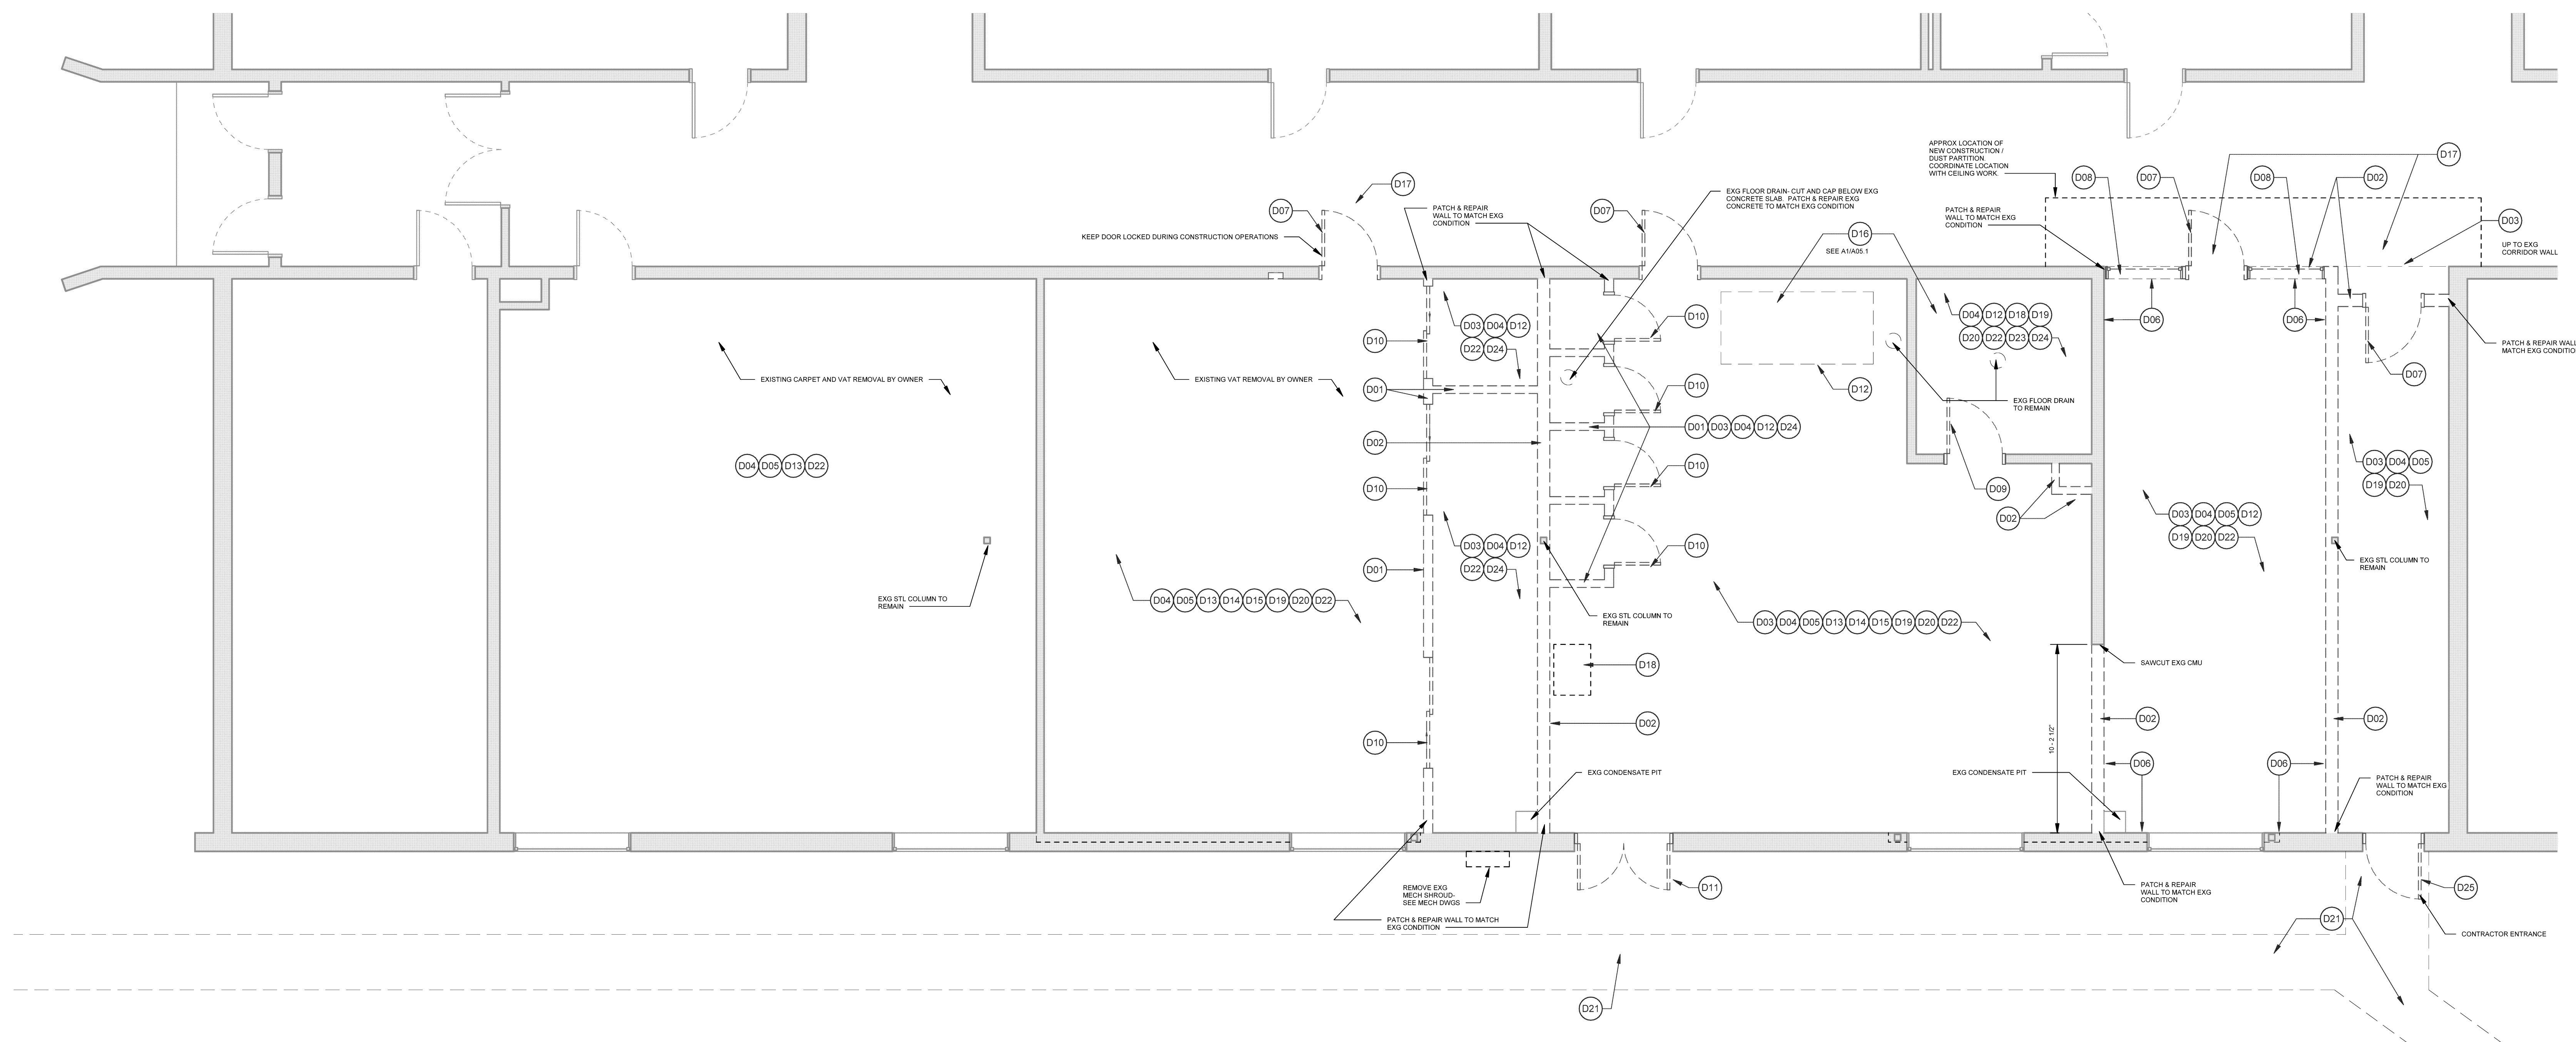 APPROX LOCATION OF
NEW CONSTRUCTION /
DUST PARTITION.
COORDINATE LOCATION
WITH CEILING WORK.
D17
D08
D07
D08
D02
D17
EXG FLOOR DRAIN- CUT AND CAP BELOW EXG
CONCRETE SLAB. PATCH & REPAIR EXG
CONCRETE TO MATCH EXG CONDITION
D07
PATCH & REPAIR
WALL TO MATCH EXG
CONDITION
D07
PATCH & REPAIR
WALL TO MATCH EXG
CONDITION
D03
KEEP DOOR LOCKED DURING CONSTRUCTION OPERATIONS
D16
SEE A1/A05.1
UP TO EXG
CORRIDOR WALL
D03 D04 D12
D22 D24
D10
D10
D04 D12 D18 D19
D20 D22 D23 D24
D06
D06
PATCH & REPAIR WALL
MATCH EXG CONDITIO
EXISTING CARPET AND VAT REMOVAL BY OWNER
EXISTING VAT REMOVAL BY OWNER
D01
D10
D12
D07
EXG FLOOR DRAIN
TO REMAIN
D02
D01 D03 D04 D12 D24
D04 D05 D13 D22
D10
D10
D09
D03 D04 D05
D19 D20
D02
D03 D04 D05 D12
D19 D20 D22
D01
D03 D04 D12
D22 D24
D10
EXG STL COLUMN TO
REMAIN
EXG STL COLUMN TO
REMAIN
D04 D05 D13 D14 D15 D19 D20 D22
EXG STL COLUMN TO
REMAIN
D03 D04 D05 D13 D14 D15 D19 D20 D22
D18
SAWCUT EXG CMU
D02
10 - 2 1/2"
D02
D02
D10
EXG CONDENSATE PIT
EXG CONDENSATE PIT
D06
D06
PATCH & REPAIR
WALL TO MATCH EXG
CONDITION
REMOVE EXG
MECH SHROUD-
SEE MECH DWGS
D11
PATCH & REPAIR
WALL TO MATCH EXG
CONDITION
D25
PATCH & REPAIR WALL TO MATCH
EXG CONDITION
D21
CONTRACTOR ENTRANCE
D21